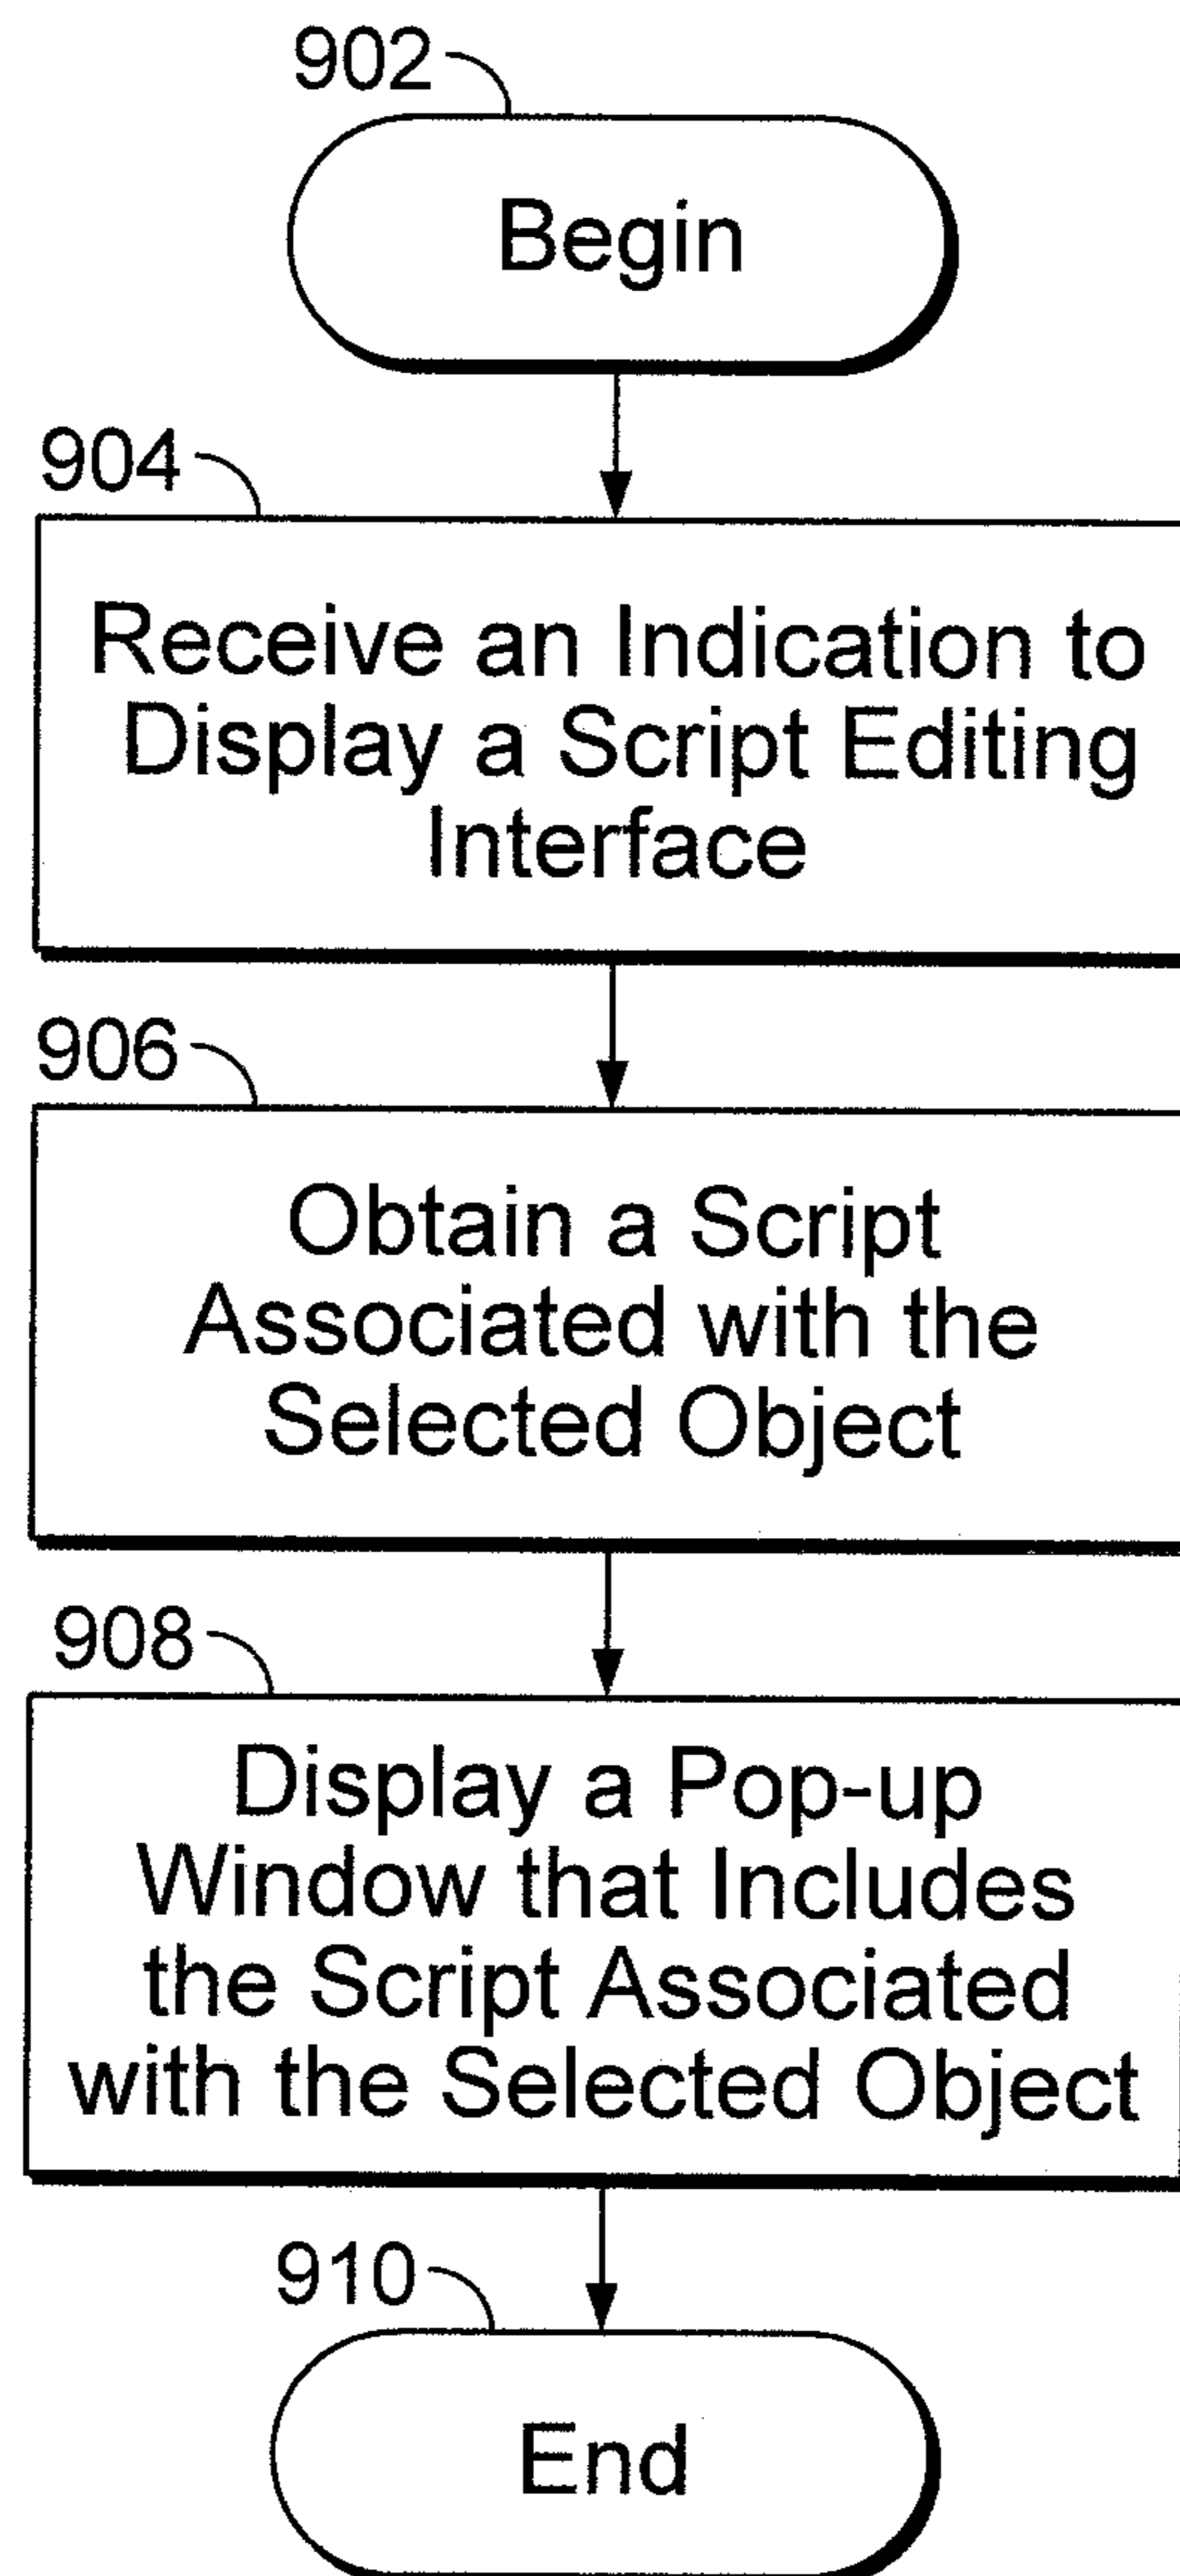 902
Begin
904
Receive an Indication to
Display a Script Editing
Interface
906
Obtain a Script
Associated with the
Selected Object
908
Display a Pop-up
Window that Includes
the Script Associated
with the Selected Object
910
End